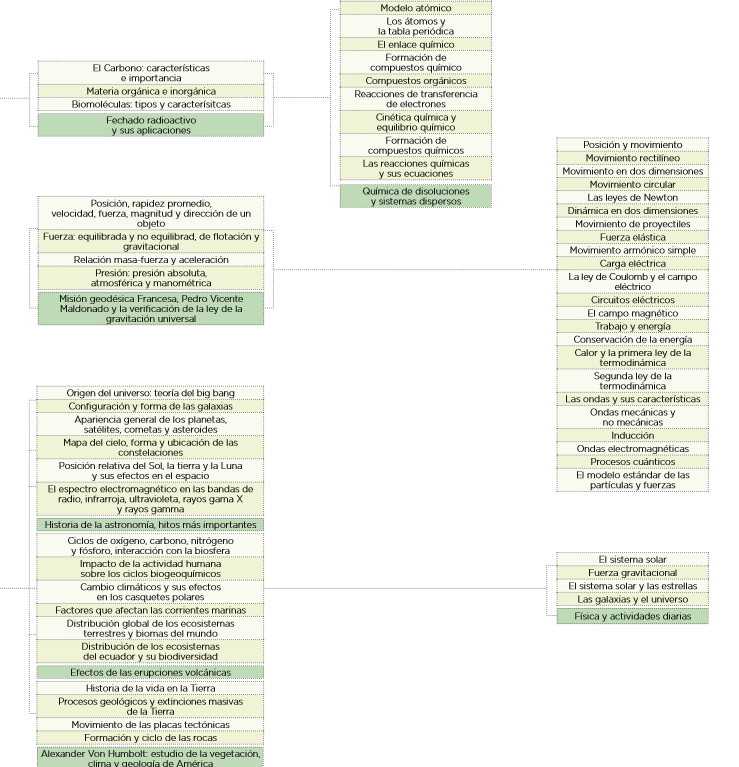 El Carbono: características
e importancia
Materia orgánica e inorgánica
Biomoléculas: tipos y caracterísitcas
Fechado radioactivo
y sus aplicaciones
Modelo atómico
Los átomos y
la tabla periódica
El enlace químico
Formación de
compuestos químico
Compuestos orgánicos
Reacciones de transferencia
de electrones
Cinética química y
equilibrio químico
Formación de
compuestos químicos
Las reacciones químicas
y sus ecuaciones
Química de disoluciones
y sistemas dispersos
Posición, rapidez promedio,
velocidad, fuerza, magnitud y dirección de un
objeto
Fuerza: equilibrada y no equilibrad, de flotación y
gravitacional
Relación masa-fuerza y aceleración
Presión: presión absoluta,
atmosférica y manométrica
Misión geodésica Francesa, Pedro Vicente
Maldonado y la verificación de la ley de la
gravitación universal
Posición y movimiento
Movimiento rectilíneo
Movimiento en dos dimensiones
Movimiento circular
Las leyes de Newton
Dinámica en dos dimensiones
Movimiento de proyectiles
Fuerza elástica
Movimiento armónico simple
Carga eléctrica
La ley de Coulomb y el campo
eléctrico
Circuitos eléctricos
El campo magnético
Trabajo y energía
Conservación de la energía
Calor y la primera ley de la
termodinámica
Segunda ley de la
termodinámica
Las ondas y sus características
Ondas mecánicas y
no mecánicas
Inducción
Ondas electromagnéticas
Procesos cuánticos
El modelo estándar de las
partículas y fuerzas
Origen del universo: teoría del big bang
Configuración y forma de las galaxias
Apariencia general de los planetas,
satélites, cometas y asteroides
Mapa del cielo, forma y ubicación de las
constelaciones
Posición relativa del Sol, la tierra y la Luna
y sus efectos en el espacio
El espectro electromagnético en las bandas de
radio, infrarroja, ultravioleta, rayos gama X
y rayos gamma
Historia de la astronomía, hitos más importantes
Ciclos de oxígeno, carbono, nitrógeno
y fósforo, interacción con la biosfera
Impacto de la actividad humana
sobre los ciclos biogeoquímicos
Cambio climáticos y sus efectos
en los casquetes polares
Factores que afectan las corrientes marinas
Distribución global de los ecosistemas
terrestres y biomas del mundo
Distribución de los ecosistemas
del ecuador y su biodiversidad
Efectos de las erupciones volcánicas
Historia de la vida en la Tierra
Procesos geológicos y extinciones masivas
de la Tierra
Movimiento de las placas tectónicas
Formación y ciclo de las rocas
Alexander Von Humbolt: estudio de la vegetación,
clima y geología de América
El sistema solar
Fuerza gravitacional
El sistema solar y las estrellas
Las galaxias y el universo
Física y actividades diarias